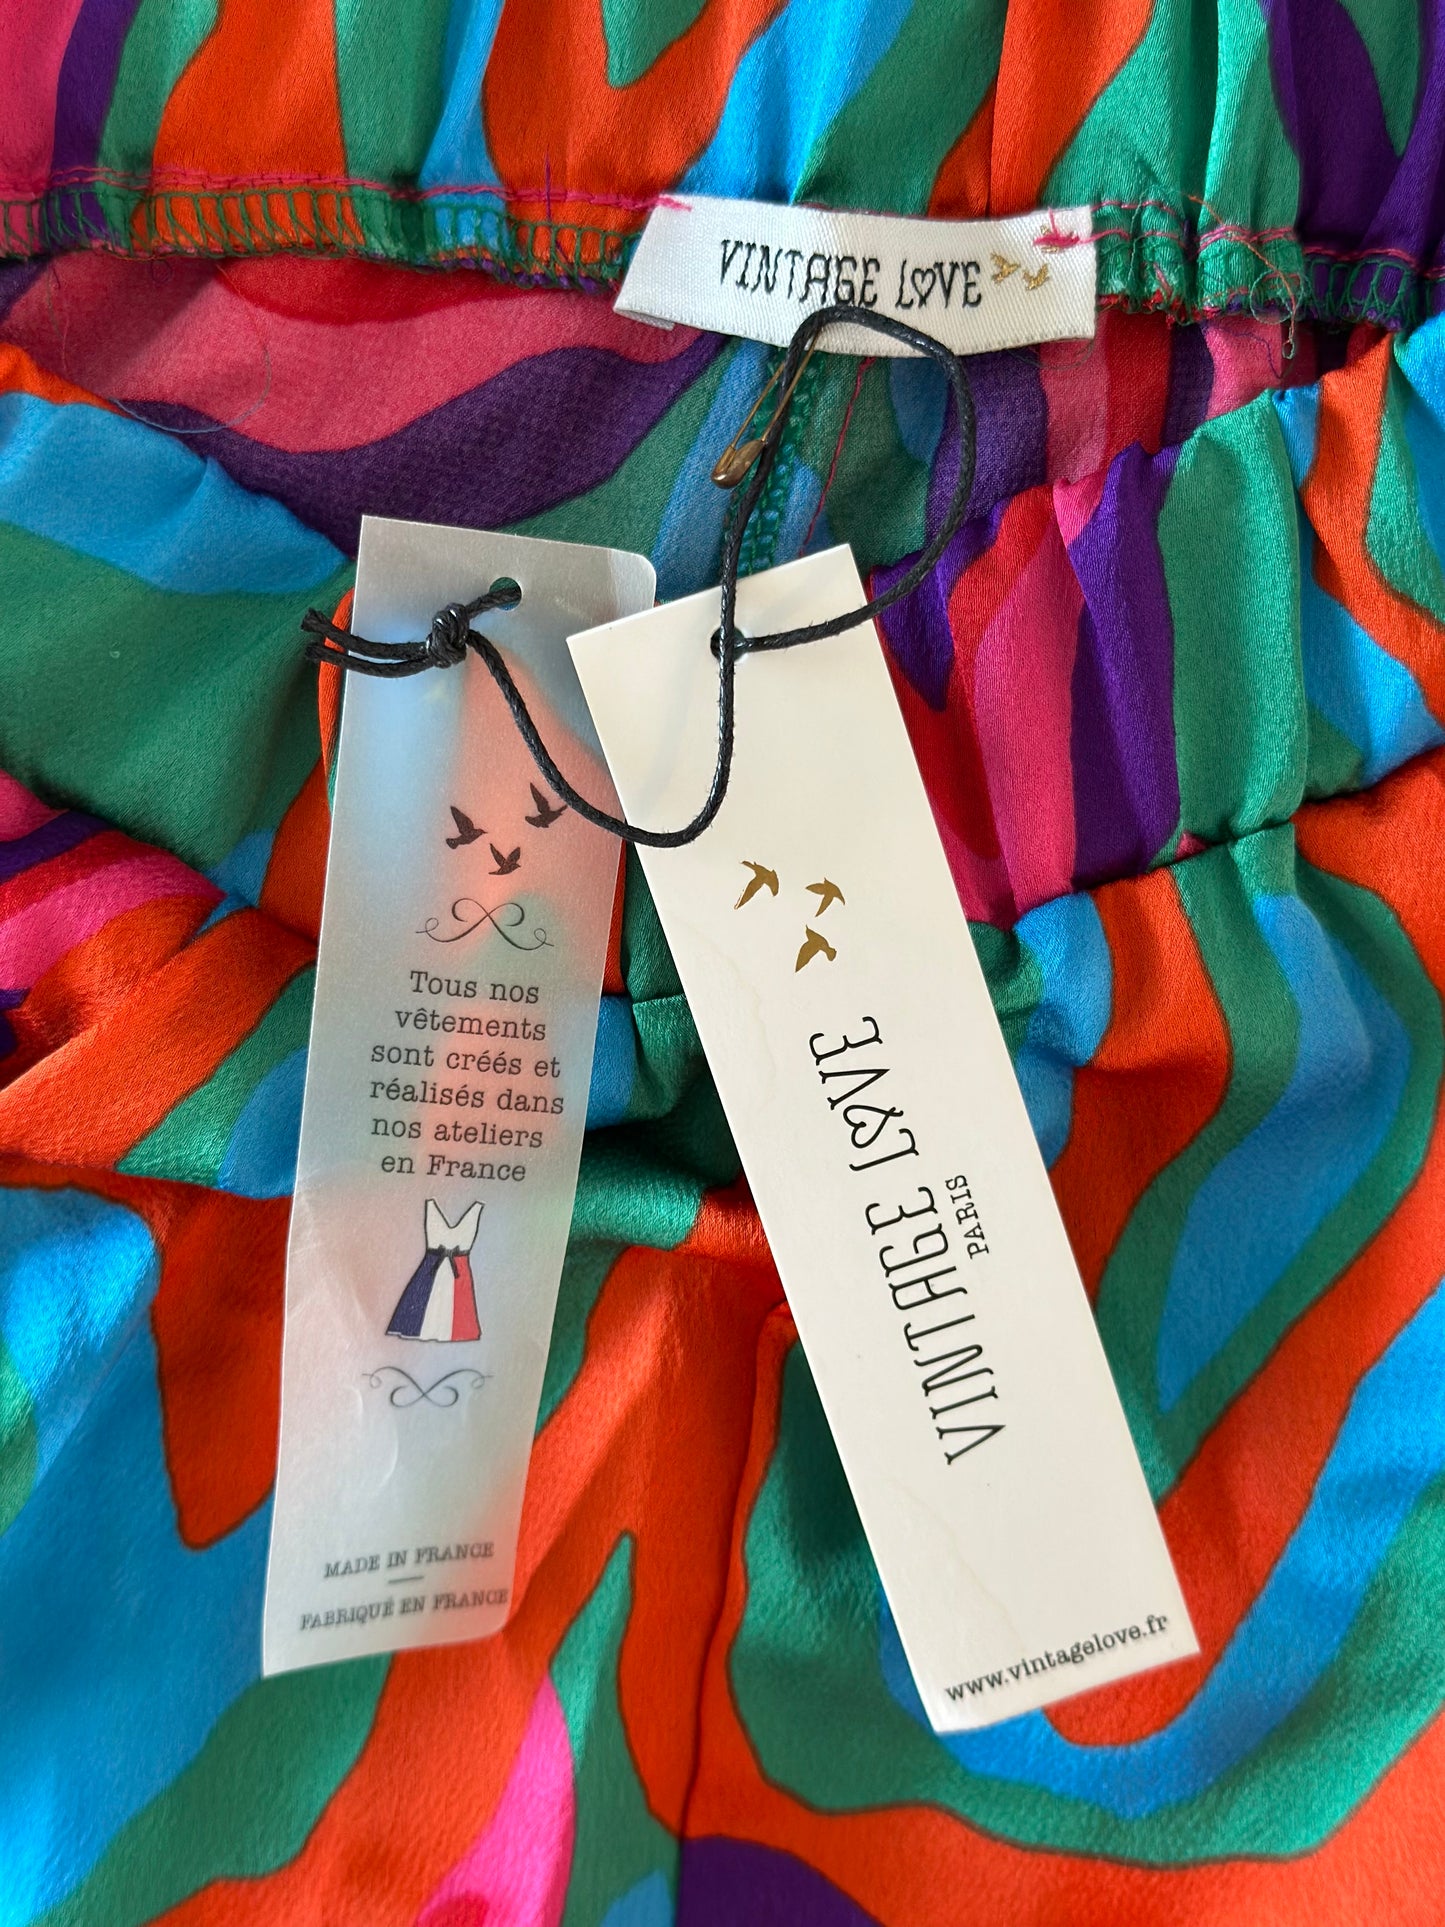 VINTAGE LOVE
Tous nos
vêtements
sont créés et
réalisés dans
nos ateliers
en France
MADE IN FRANCE
FABRIQUÉ EN FRANCE
VINTAGE LOVE
PARIS
www.vintagelove.fr